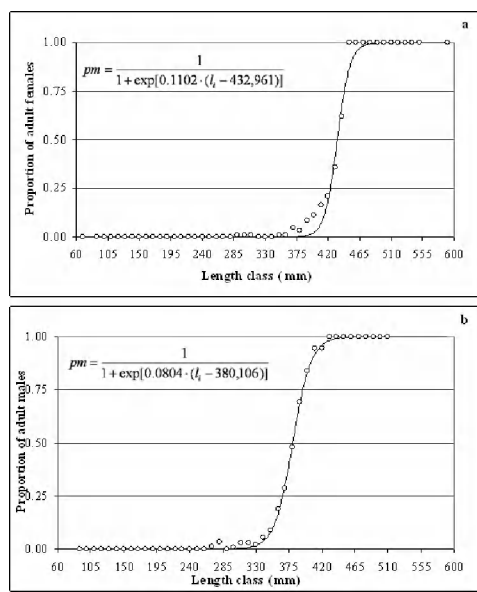 a
1.00
0.75
0.50
0.25
0.00
Proportion of adult females
pm = 1 / 1 + exp[0.1102 · (l_i − 432,961)]
60 105 150 195 240 285 330 375 420 465 510 555 600
Length class (mm)
b
1.00
0.75
0.50
0.25
0.00
Proportion of adult males
pm = 1 / 1 + exp[0.0804 · (l_i − 380,106)]
60 105 150 195 240 285 330 375 420 465 510 555 600
Length class (mm)